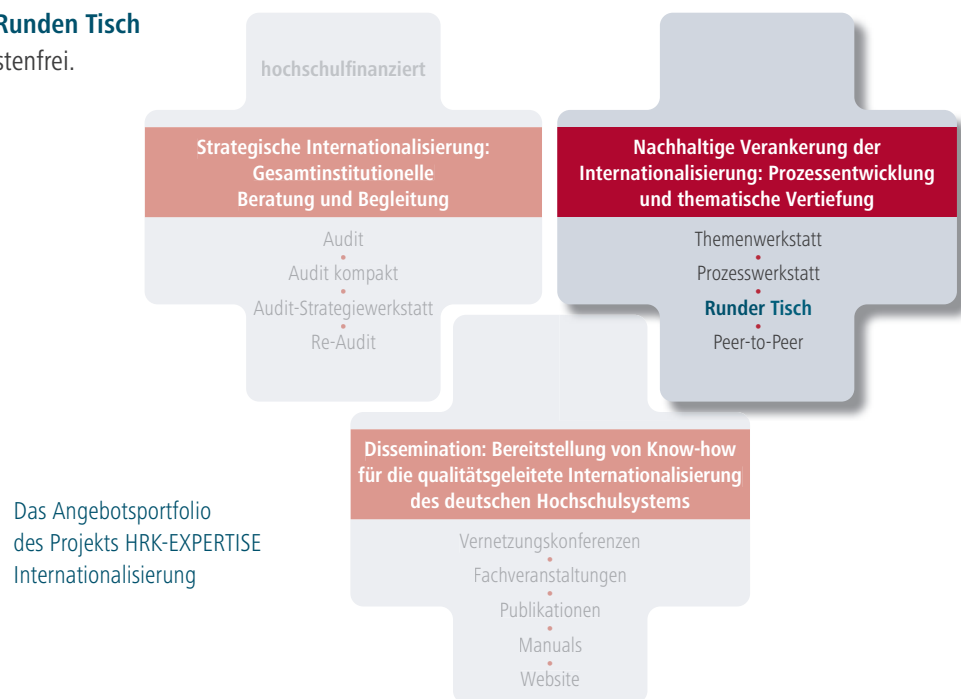 Runden Tisch
stenfrei.
hochschulfinanziert
Strategische Internationalisierung:
Gesamtinstitutionelle
Beratung und Begleitung
Audit
•
Audit kompakt
•
Audit-Strategiewerkstatt
•
Re-Audit
Nachhaltige Verankerung der
Internationalisierung: Prozessentwicklung
und thematische Vertiefung
Themenwerkstatt
•
Prozesswerkstatt
•
Runder Tisch
•
Peer-to-Peer
Dissemination: Bereitstellung von Know-how
für die qualitätsgeleitete Internationalisierung
des deutschen Hochschulsystems
Vernetzungskonferenzen
•
Fachveranstaltungen
•
Publikationen
•
Manuals
•
Website
Das Angebotsportfolio
des Projekts HRK-EXPERTISE
Internationalisierung